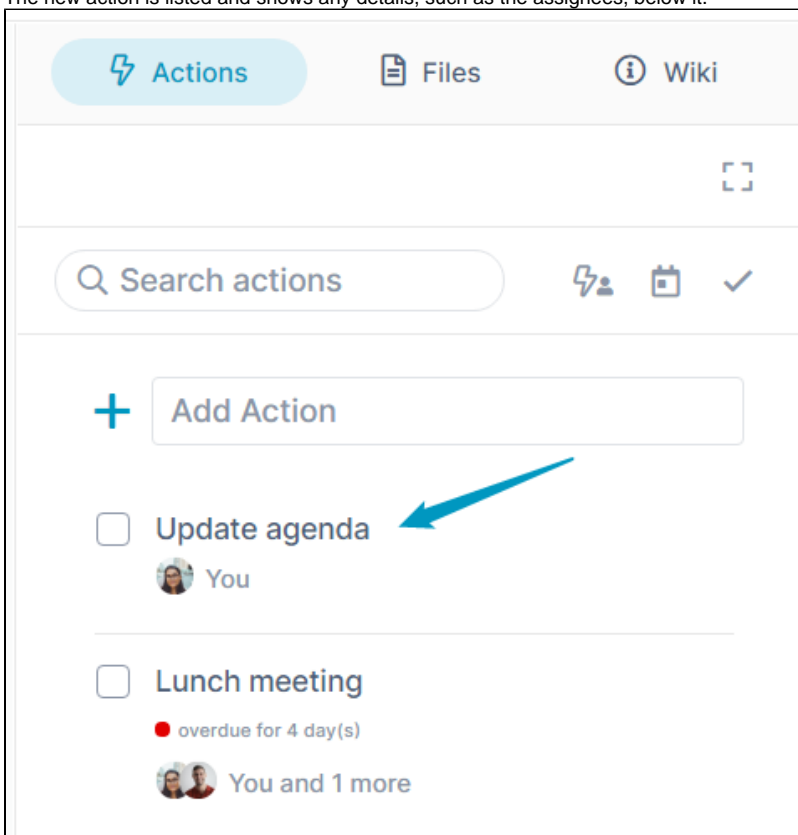 The new action is listed and shows any details, such as the assignees, below it.
Actions Files Wiki
Search actions
Add Action
Update agenda
You
Lunch meeting
overdue for 4 day(s)
You and 1 more